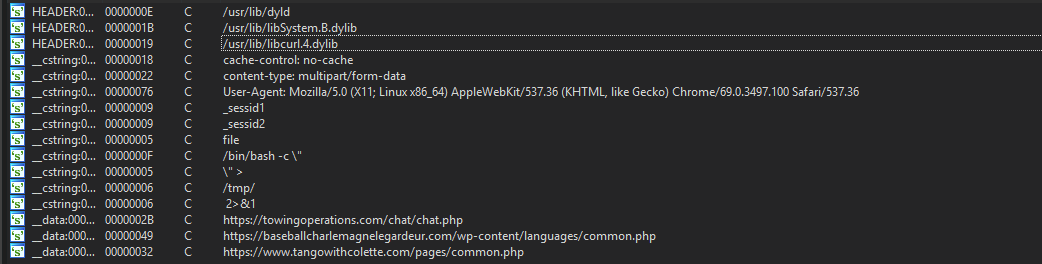 's' HEADER:0... 0000000E C /usr/lib/dyld
's' HEADER:0... 0000001B C /usr/lib/libSystem.B.dylib
's' HEADER:0... 00000019 C /usr/lib/libcurl.4.dylib
's' __cstring:0... 00000018 C cache-control: no-cache
's' __cstring:0... 00000022 C content-type: multipart/form-data
's' __cstring:0... 00000076 C User-Agent: Mozilla/5.0 (X11; Linux x86_64) AppleWebKit/537.36 (KHTML, like Gecko) Chrome/69.0.3497.100 Safari/537.36
's' __cstring:0... 00000009 C _sessid1
's' __cstring:0... 00000009 C _sessid2
's' __cstring:0... 00000005 C file
's' __cstring:0... 0000000F C /bin/bash -c \"
's' __cstring:0... 00000005 C \" >
's' __cstring:0... 00000006 C /tmp/
's' __cstring:0... 00000006 C 2>&1
's' __data:000... 0000002B C https://towingoperations.com/chat/chat.php
's' __data:000... 00000049 C https://baseballcharlemagnelegardeur.com/wp-content/languages/common.php
's' __data:000... 00000032 C https://www.tangowithcolette.com/pages/common.php